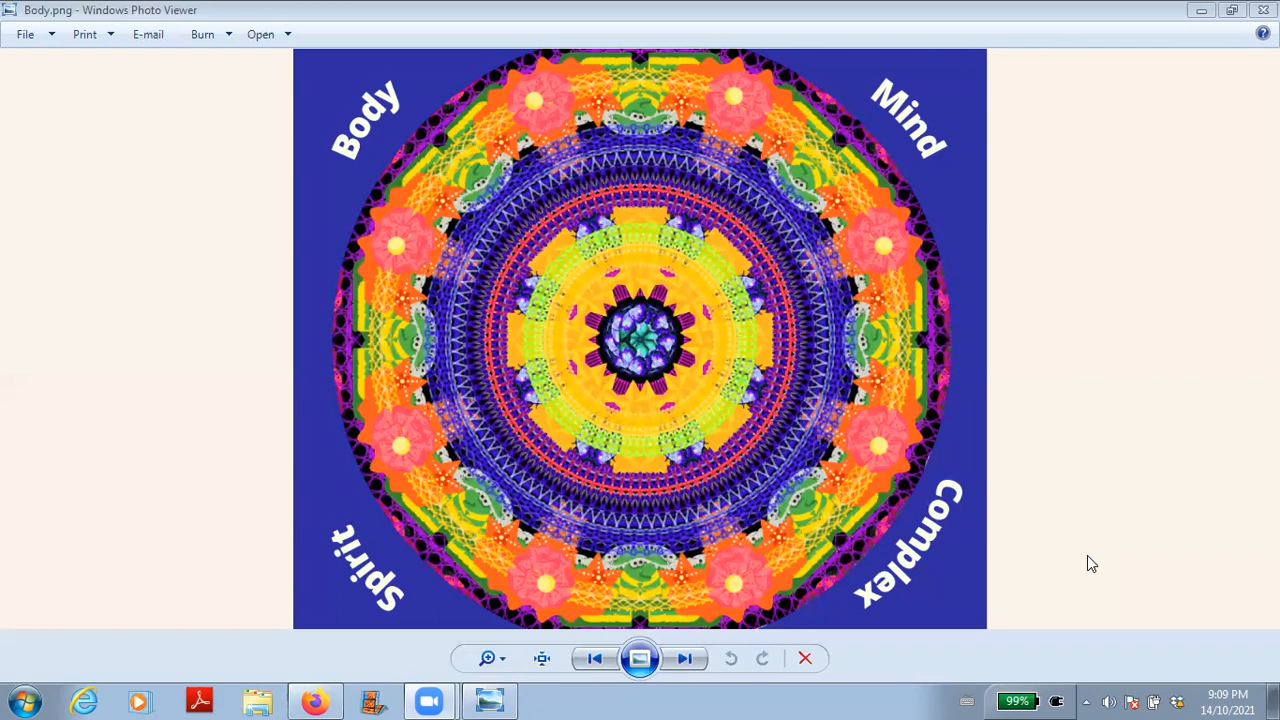 Body.png - Windows Photo Viewer
File Print E-mail Burn Open
Body
Mind
Spirit
Complex
99%
9:09 PM
14/10/2021